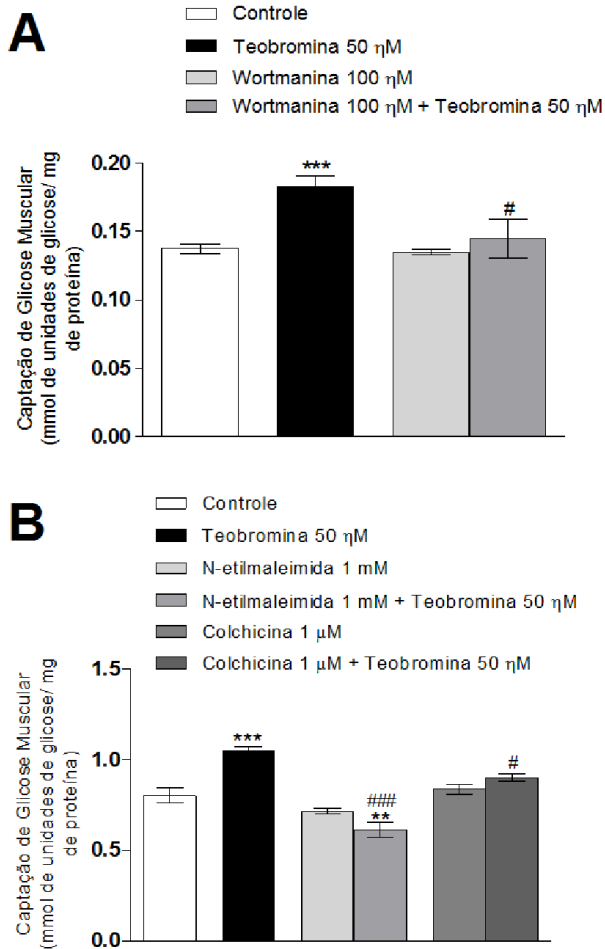 A
Controle
Teobromina 50 ηM
Wortmanina 100 ηM
Wortmanina 100 ηM + Teobromina 50 ηM
Captação de Glicose Muscular
(mmol de unidades de glicose/ mg
de proteína)
0.20
0.15
0.10
0.05
0.00
***
#
B
Controle
Teobromina 50 ηM
N-etilmaleimida 1 mM
N-etilmaleimida 1 mM + Teobromina 50 ηM
Colchicina 1 μM
Colchicina 1 μM + Teobromina 50 ηM
Captação de Glicose Muscular
(mmol de unidades de glicose/ mg
de proteína)
1.5
1.0
0.5
0.0
***
###
**
#